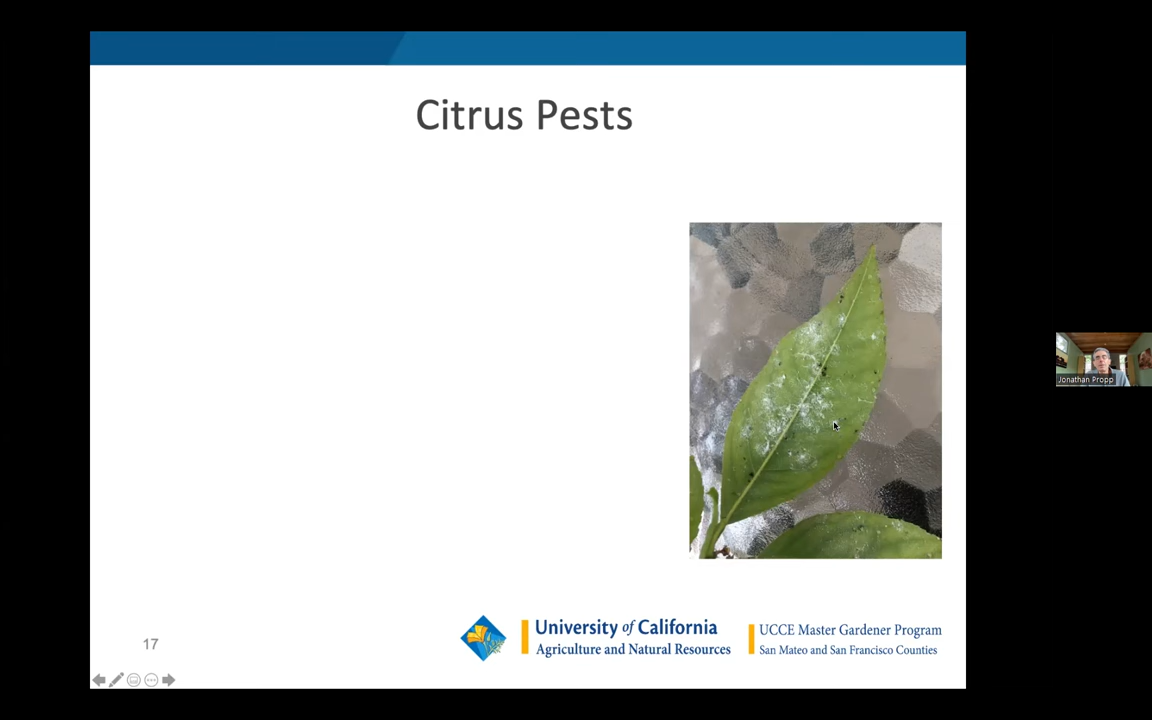 Citrus Pests
Jonathan Propp
University of California
Agriculture and Natural Resources
UCCE Master Gardener Program
San Mateo and San Francisco Counties
17